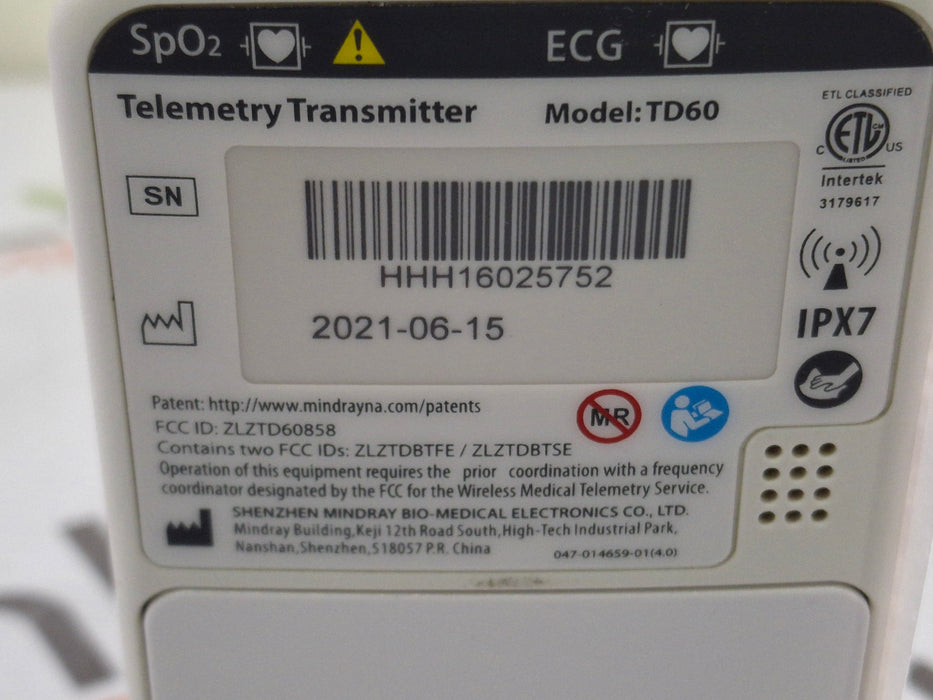 SpO2 ECG
Telemetry Transmitter Model: TD60
ETL CLASSIFIED
ETL CM
LISTED
C US
Intertek
3179617
SN
HHH16025752
2021-06-15
IPX7
Patent: http://www.mindrayna.com/patents
MR
FCC ID: ZLZTD60858
Contains two FCC IDs: ZLZTDBTFE / ZLZTDBTSE
Operation of this equipment requires the prior coordination with a frequency
coordinator designated by the FCC for the Wireless Medical Telemetry Service.
SHENZHEN MINDRAY BIO-MEDICAL ELECTRONICS CO., LTD.
Mindray Building,Keji 12th Road South,High-Tech Industrial Park,
Nanshan,Shenzhen,518057 P.R. China
047-014659-01(4.0)